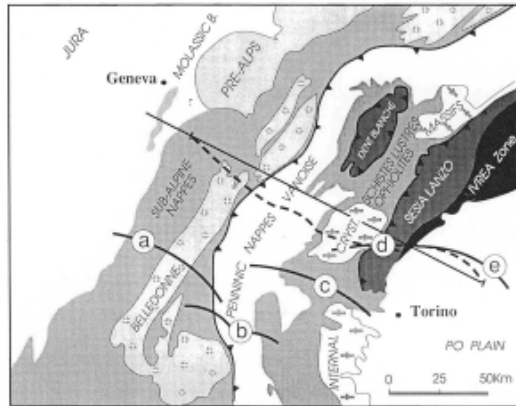 JURA
MOLASSIC B.
Geneva
PRE-ALPS
SUB-ALPINE
NAPPES
BELLEDONNES
VANOISE
PENNINIC NAPPES
DENT BLANCHE
SCHISTES LUSTRES
OPHIOLITES
INTERNAL CRYST. MASSIFS
SESIA LANZO
IVREA Zone
a
b
c
d
e
Torino
PO PLAIN
0 25 50Km